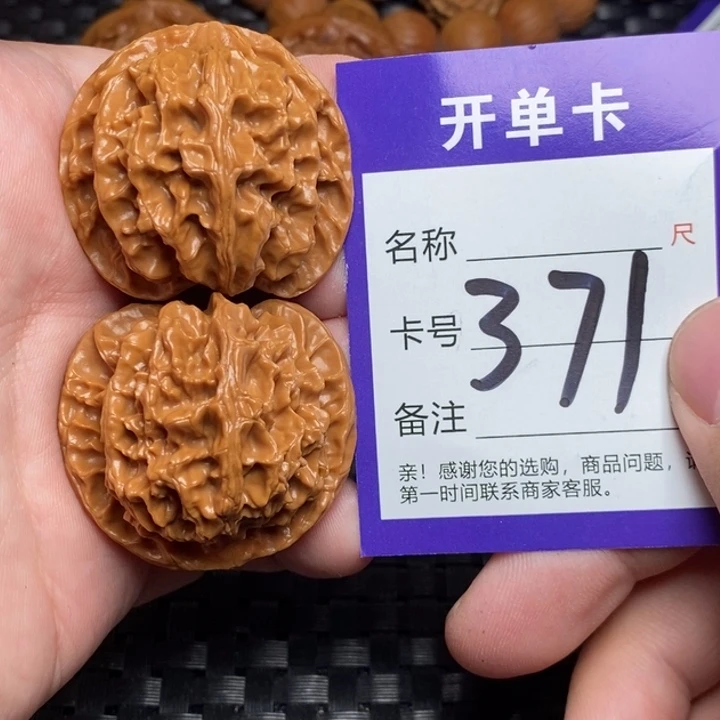 开单卡
名称 尺
卡号 371
备注
亲！感谢您的选购，商品问题，
第一时间联系商家客服。